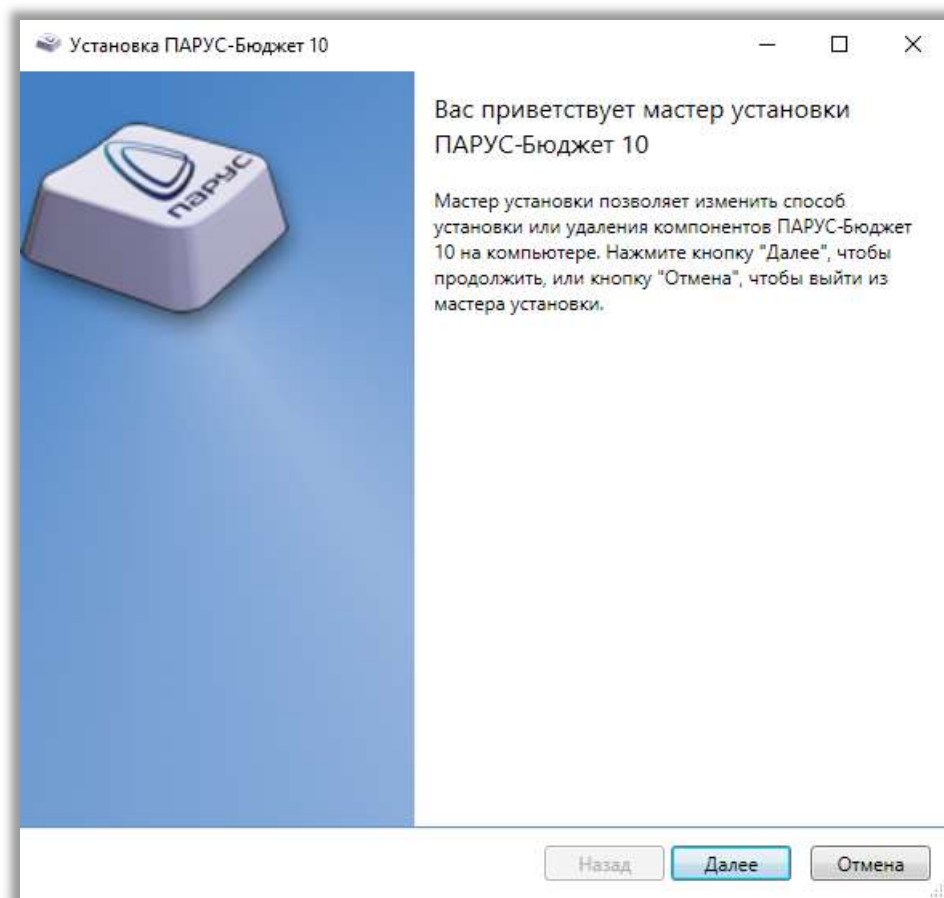 Установка ПАРУС-Бюджет 10
ПАРУС
Вас приветствует мастер установки
ПАРУС-Бюджет 10
Мастер установки позволяет изменить способ
установки или удаления компонентов ПАРУС-Бюджет
10 на компьютере. Нажмите кнопку "Далее", чтобы
продолжить, или кнопку "Отмена", чтобы выйти из
мастера установки.
Назад Далее Отмена